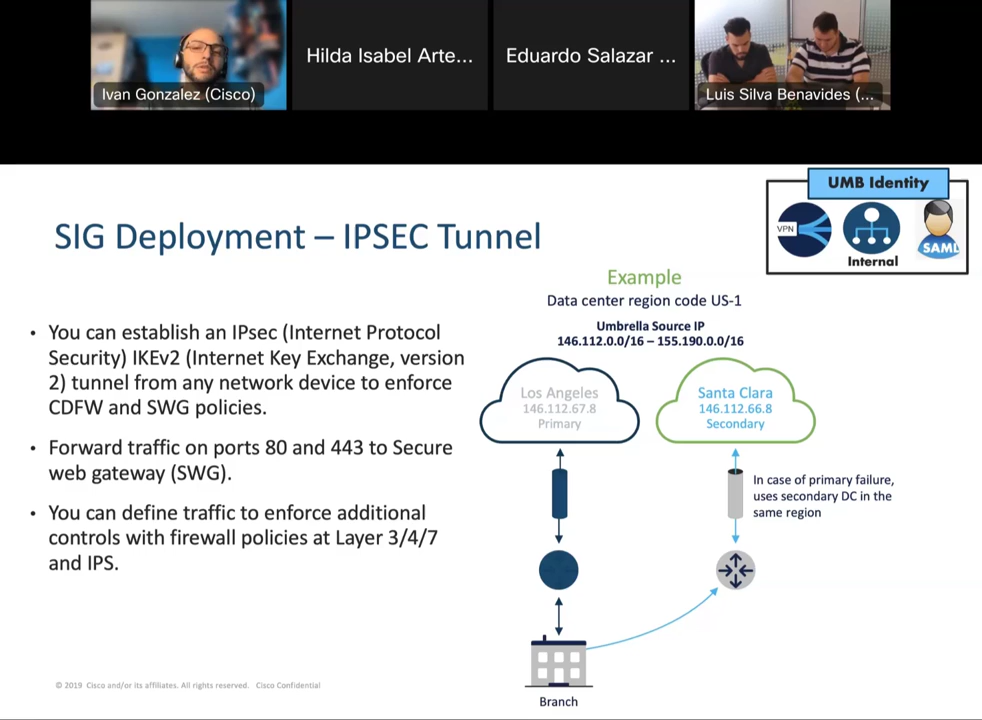 Ivan Gonzalez (Cisco)
Hilda Isabel Arte...
Eduardo Salazar ...
Luis Silva Benavides (...
UMB Identity
VPN
Internal
SAML
SIG Deployment – IPSEC Tunnel
Example
Data center region code US-1
Umbrella Source IP
146.112.0.0/16 – 155.190.0.0/16
• You can establish an IPsec (Internet Protocol
Security) IKEv2 (Internet Key Exchange, version
2) tunnel from any network device to enforce
CDFW and SWG policies.
• Forward traffic on ports 80 and 443 to Secure
web gateway (SWG).
• You can define traffic to enforce additional
controls with firewall policies at Layer 3/4/7
and IPS.
Los Angeles
146.112.67.8
Primary
Santa Clara
146.112.66.8
Secondary
In case of primary failure,
uses secondary DC in the
same region
Branch
© 2019 Cisco and/or its affiliates. All rights reserved. Cisco Confidential